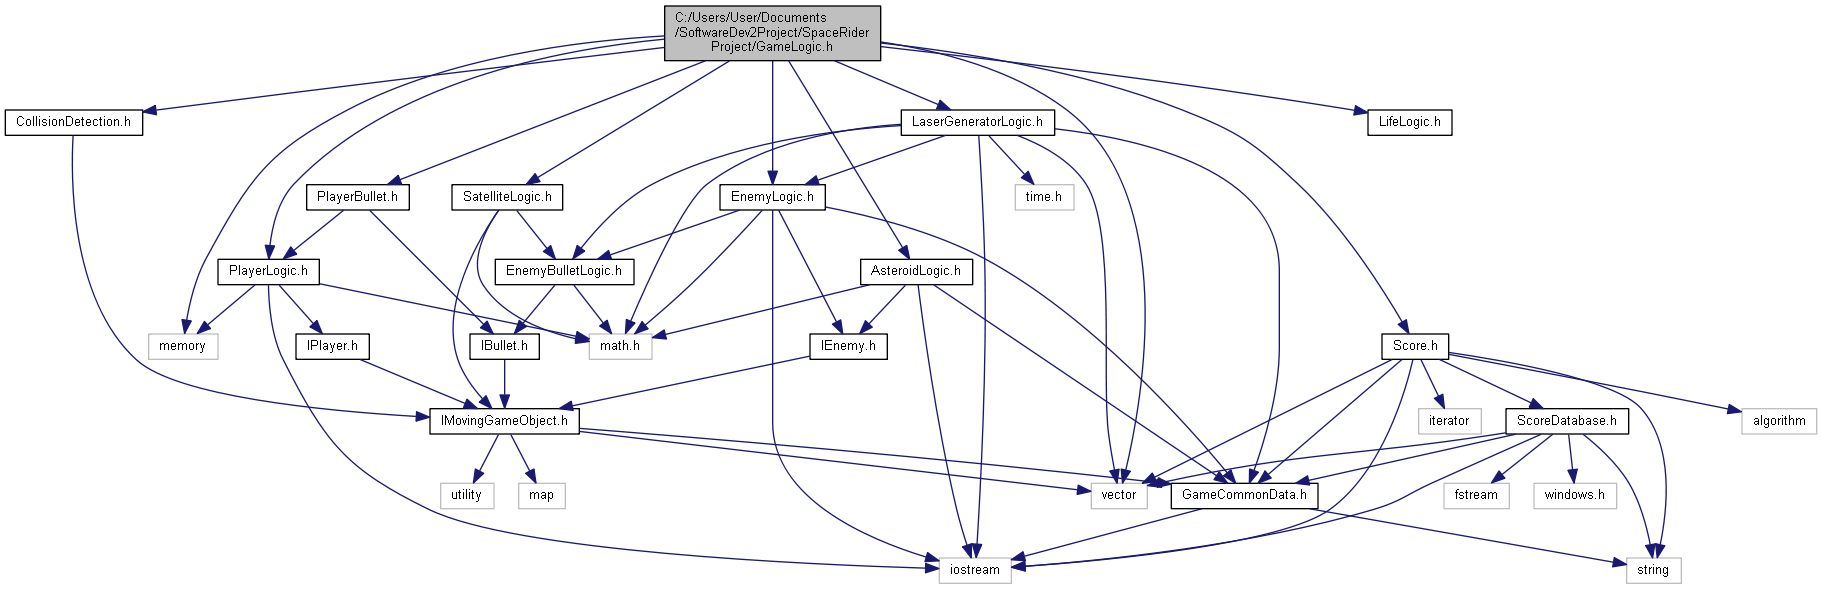 C:/Users/User/Documents
/SoftwareDev2Project/SpaceRider
Project/GameLogic.h
CollisionDetection.h
LaserGeneratorLogic.h
LifeLogic.h
PlayerBullet.h
SatelliteLogic.h
EnemyLogic.h
time.h
PlayerLogic.h
EnemyBulletLogic.h
AsteroidLogic.h
memory
IPlayer.h
IBullet.h
math.h
IEnemy.h
Score.h
IMovingGameObject.h
iterator
ScoreDatabase.h
algorithm
utility
map
vector
GameCommonData.h
fstream
windows.h
iostream
string